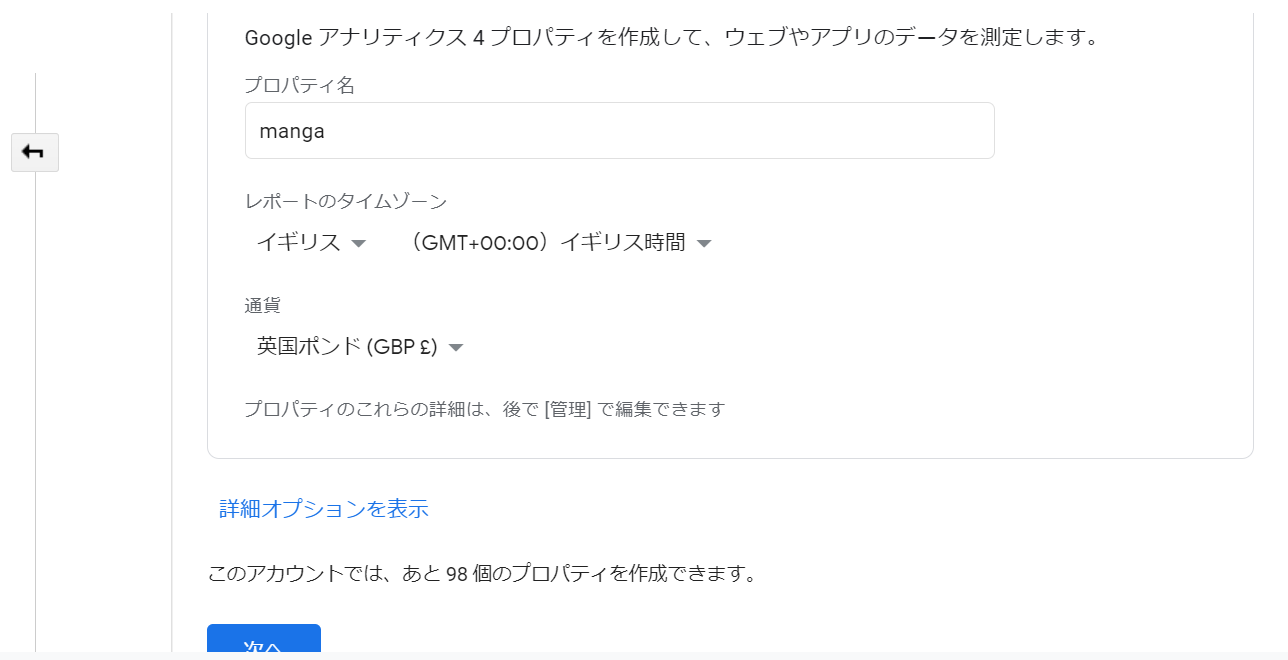 Google アナリティクス 4 プロパティを作成して、ウェブやアプリのデータを測定します。
プロパティ名
manga
レポートのタイムゾーン
イギリス (GMT+00:00) イギリス時間
通貨
英国ポンド (GBP £)
プロパティのこれらの詳細は、後で [管理] で編集できます
詳細オプションを表示
このアカウントでは、あと 98 個のプロパティを作成できます。
次へ